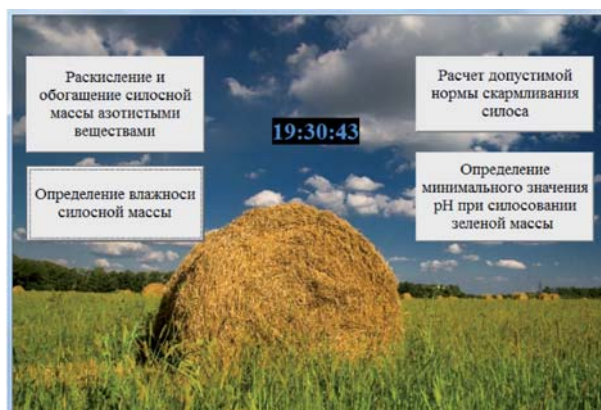 Раскисление и
обогашение силосной
массы азотистыми
веществами
Определение влажноси
силосной массы
19:30:43
Расчет допустимой
нормы скармливания
силоса
Определение
минимального значения
pH при силосовании
зеленой массы